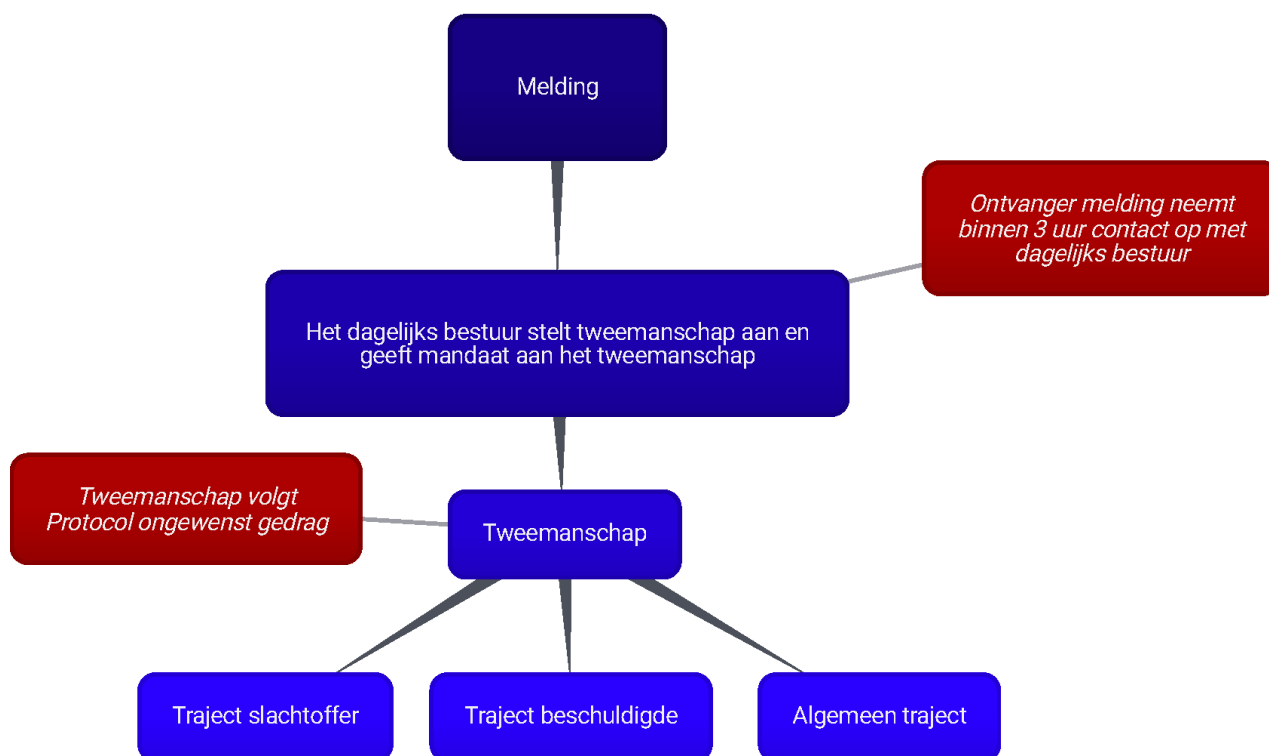 Melding
Ontvanger melding neemt
binnen 3 uur contact op met
dagelijks bestuur
Het dagelijks bestuur stelt tweemanschap aan en
geeft mandaat aan het tweemanschap
Tweemanschap volgt
Protocol ongewenst gedrag
Tweemanschap
Traject slachtoffer
Traject beschuldigde
Algemeen traject